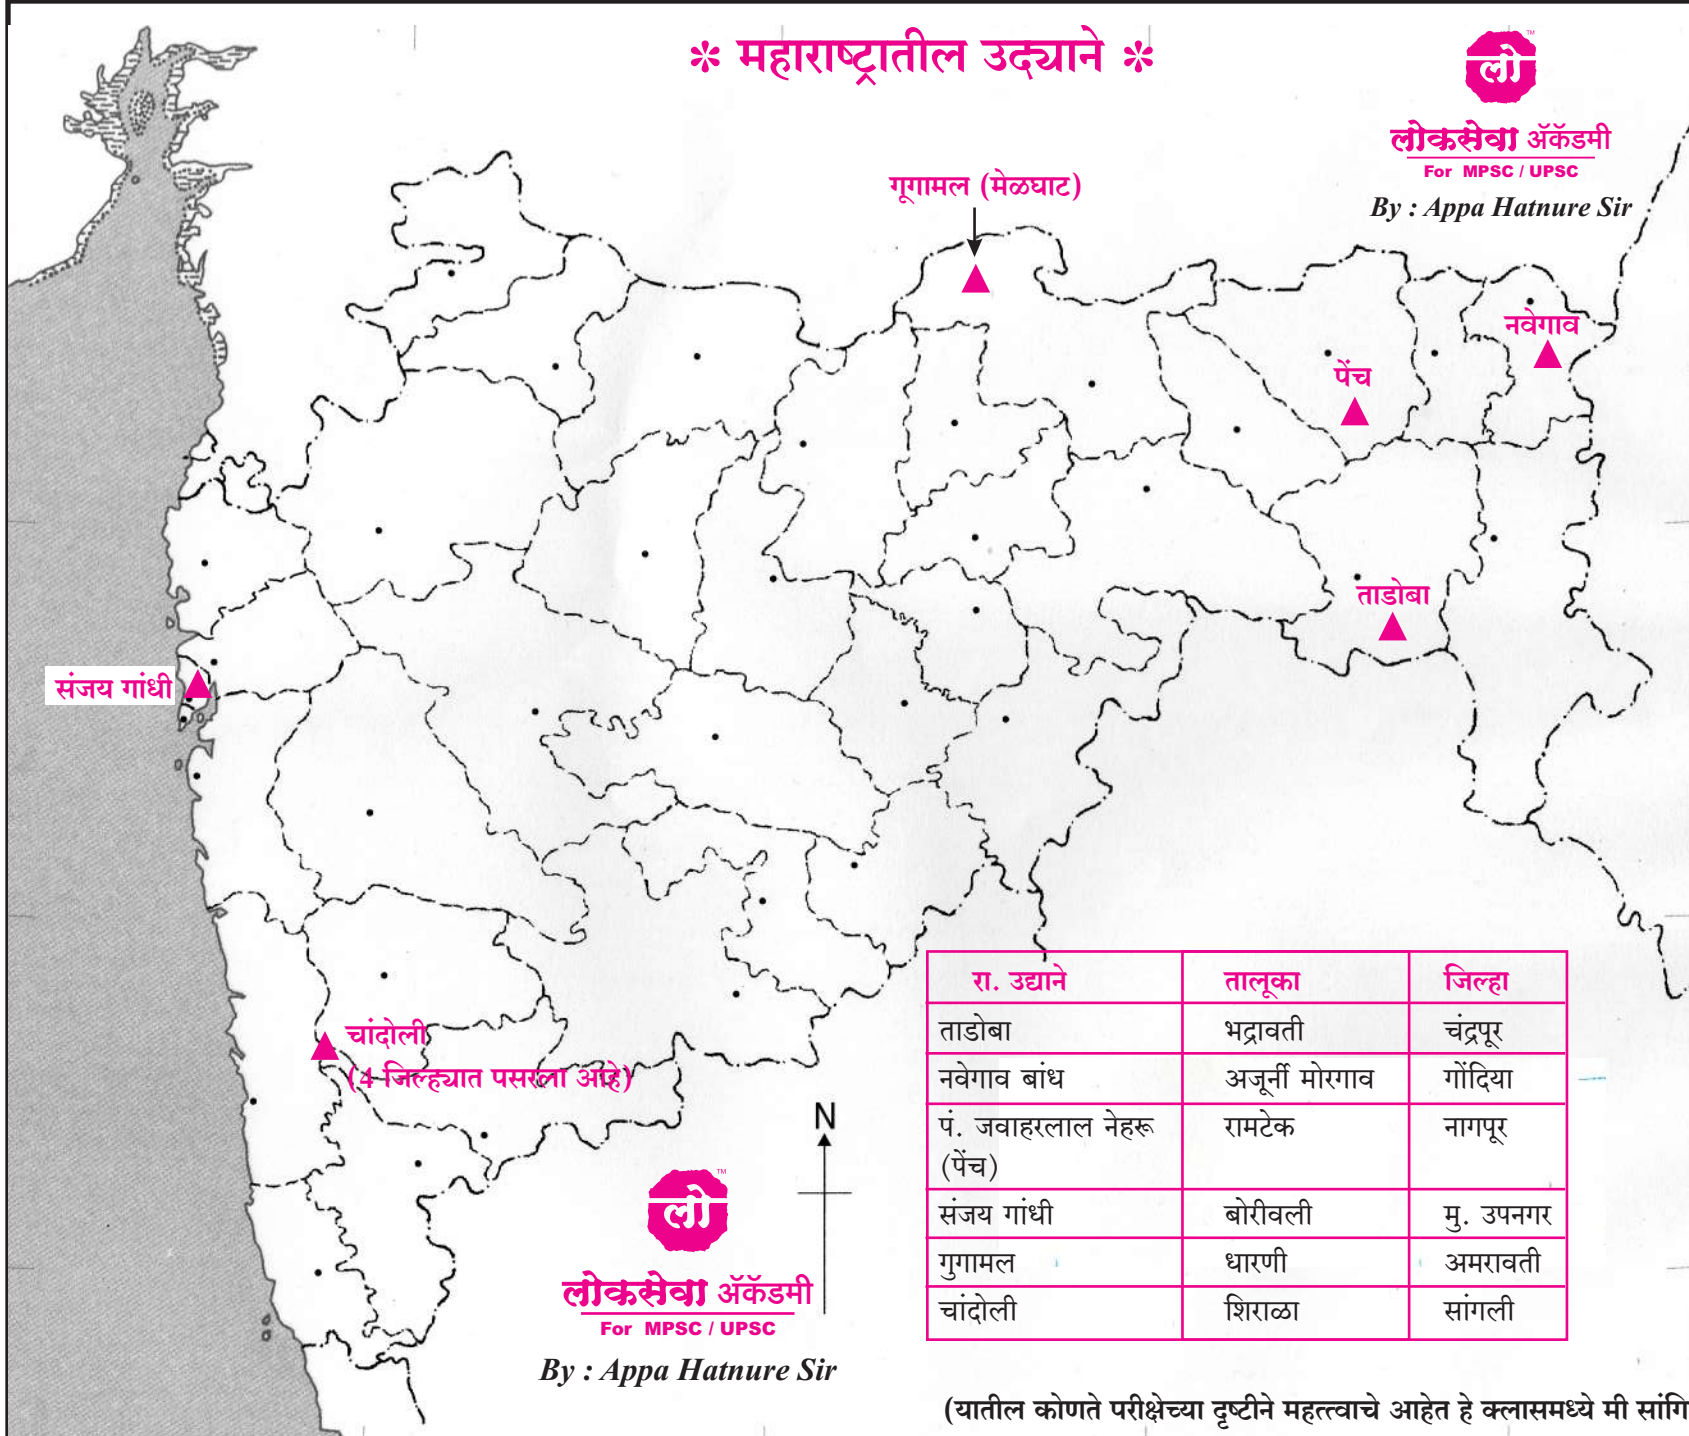 * महाराष्ट्रातील उद्याने *
लो
TM
लोकसेवा ॲकॅडमी
For MPSC / UPSC
By : Appa Hatnure Sir
गूगामल (मेळघाट)
नवेगाव
पेंच
ताडोबा
संजय गांधी
चांदोली
(4 जिल्ह्यात पसरला आहे)
N
रा. उद्याने तालूका जिल्हा
ताडोबा भद्रावती चंद्रपूर
नवेगाव बांध अजूर्नी मोरगाव गोंदिया
पं. जवाहरलाल नेहरू रामटेक नागपूर
(पेंच)
संजय गांधी बोरीवली मु. उपनगर
गुगामल धारणी अमरावती
चांदोली शिराळा सांगली
लो
TM
लोकसेवा ॲकॅडमी
For MPSC / UPSC
By : Appa Hatnure Sir
(यातील कोणते परीक्षेच्या दृष्टीने महत्त्वाचे आहेत हे क्लासमध्ये मी सांगि